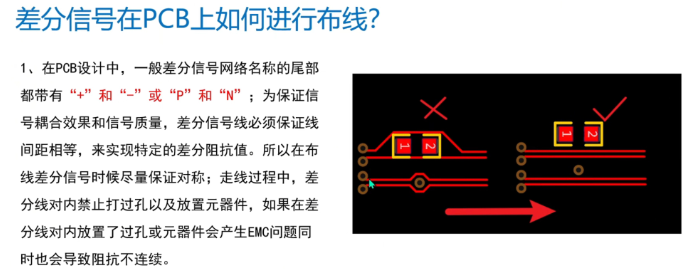 差分信号在PCB上如何进行布线？
1、在PCB设计中，一般差分信号网络名称的尾部
都带有“+”和“-”或“P”和“N”；为保证信
号耦合效果和信号质量，差分信号线必须保证线
间距相等，来实现特定的差分阻抗值。所以在布
线差分信号时候尽量保证对称；走线过程中，差
分线对内禁止打过孔以及放置元器件，如果在差
分线对内放置了过孔或元器件会产生EMC问题同
时也会导致阻抗不连续。
1 2
1 2